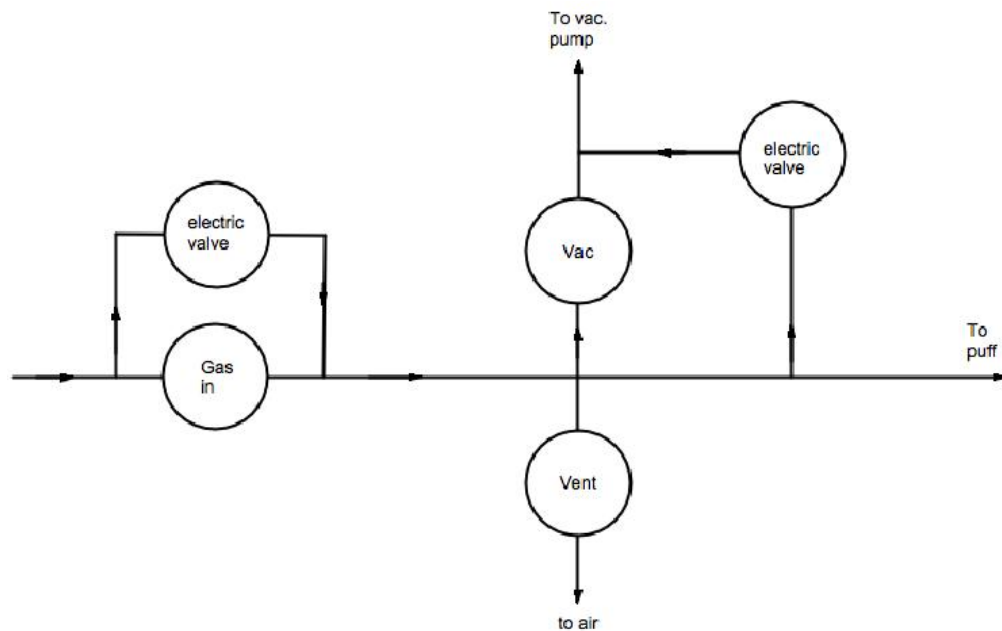 To vac.
pump
electric
valve
electric
valve
Vac
Gas
in
To
puff
Vent
to air